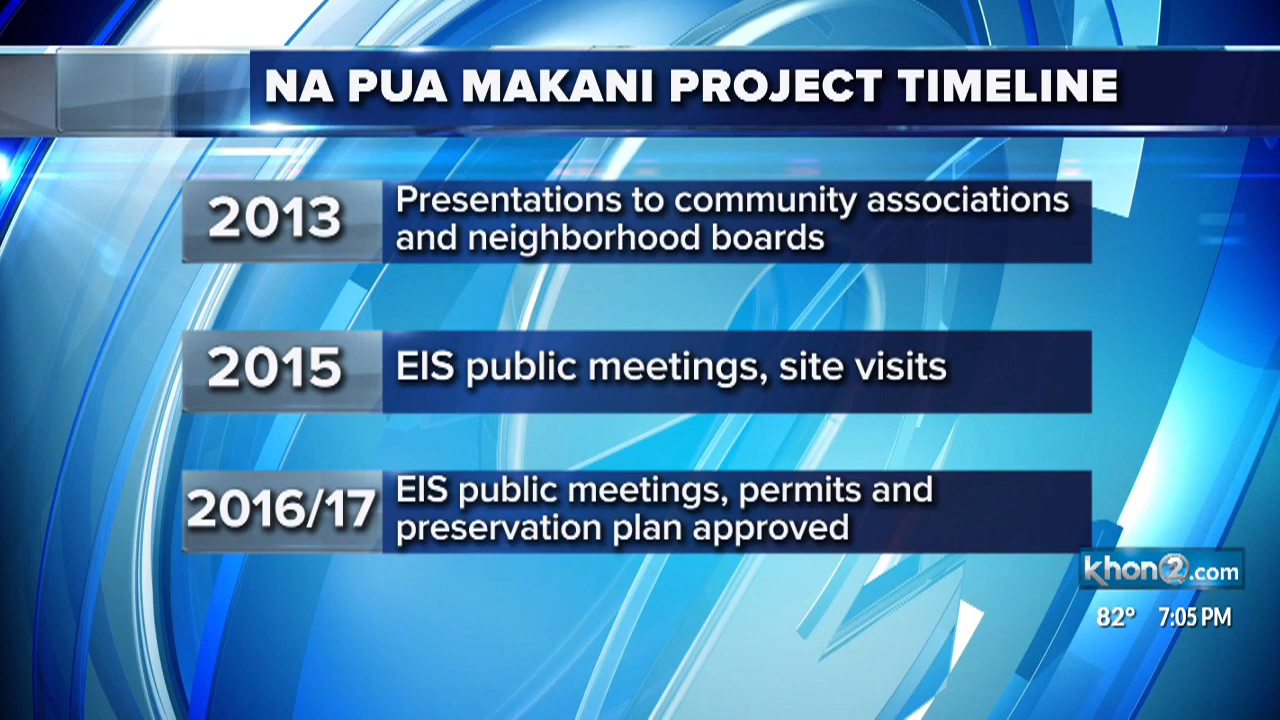 NA PUA MAKANI PROJECT TIMELINE
2013
Presentations to community associations
and neighborhood boards
2015
EIS public meetings, site visits
2016/17
EIS public meetings, permits and
preservation plan approved
khon2.com
82° 7:05 PM